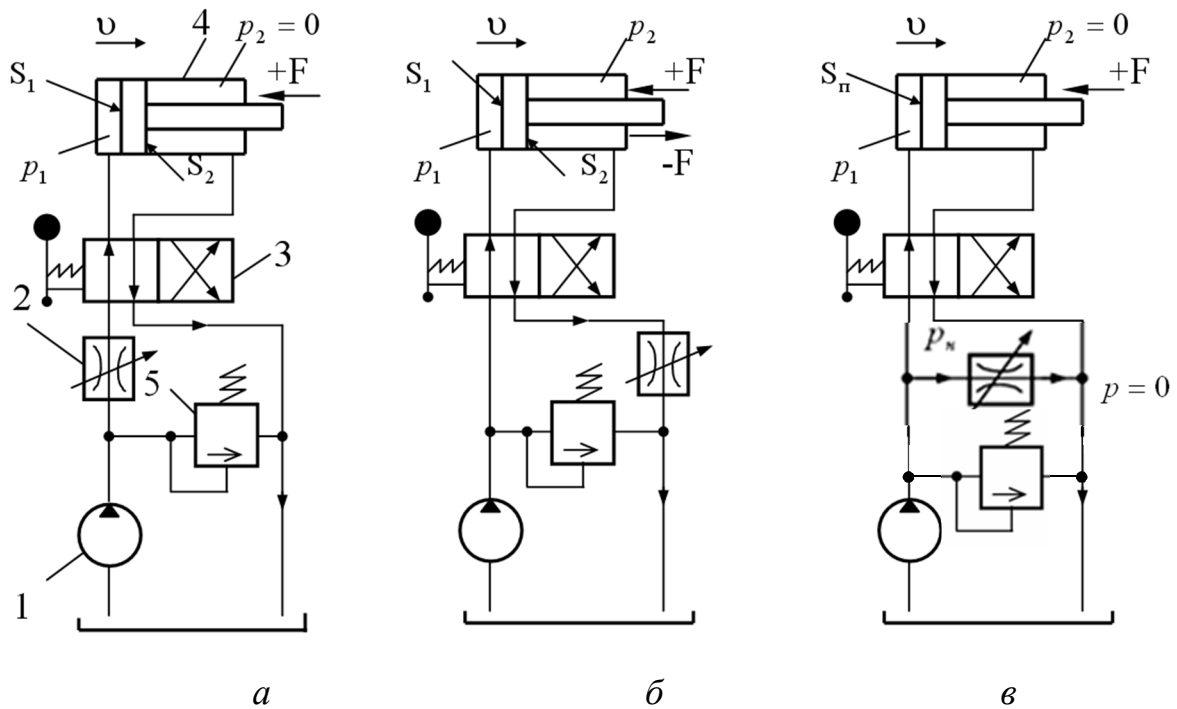 υ 4 p₂ = 0
S₁ +F
p₁ S₂
3
2
5
1
а
υ p₂
S₁ +F
p₁ S₂ -F
б
υ p₂ = 0
Sп +F
p₁
pн
p = 0
в